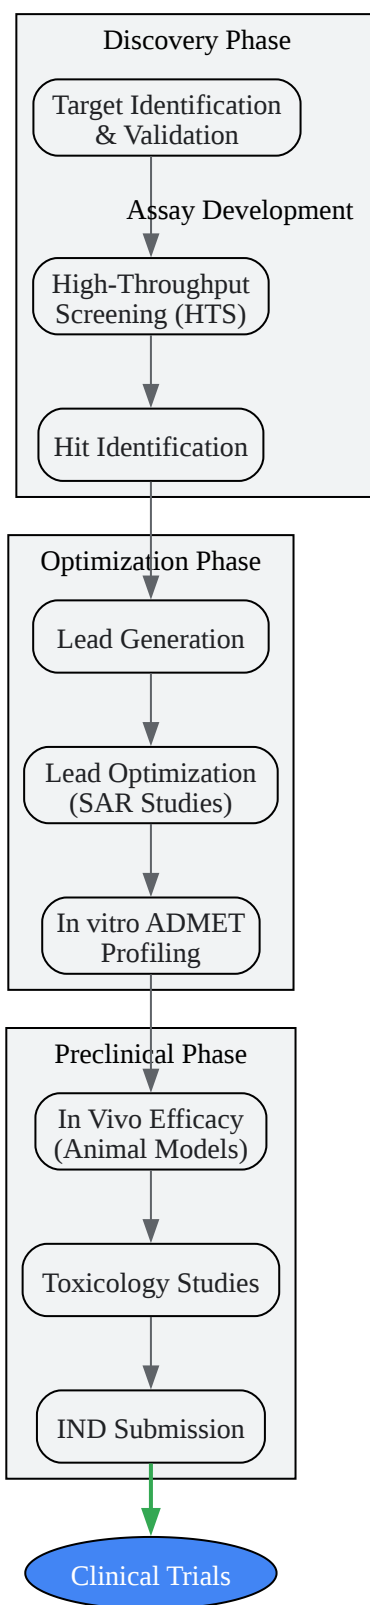 Discovery Phase
Target Identification
& Validation
Assay Development
High-Throughput
Screening (HTS)
Hit Identification
Optimization Phase
Lead Generation
Lead Optimization
(SAR Studies)
In vitro ADMET
Profiling
Preclinical Phase
In Vivo Efficacy
(Animal Models)
Toxicology Studies
IND Submission
Clinical Trials